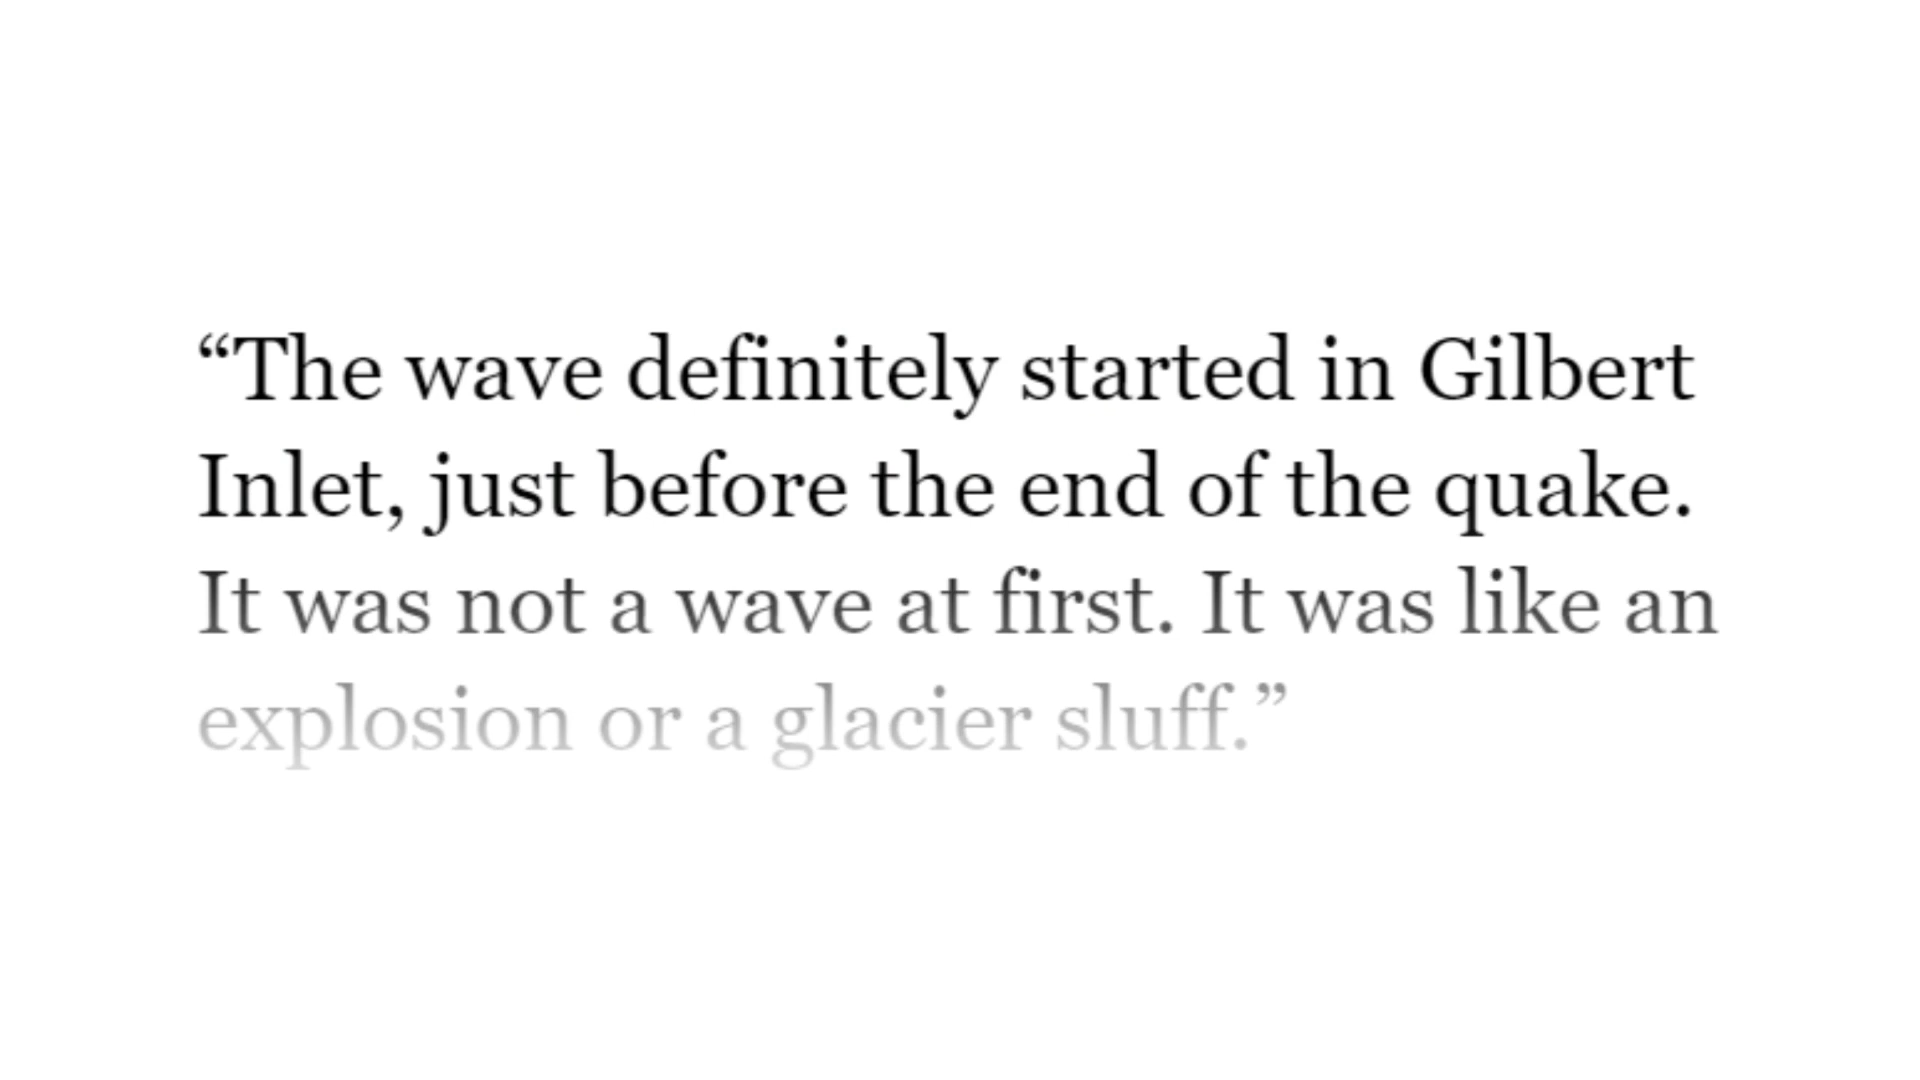 “The wave definitely started in Gilbert
Inlet, just before the end of the quake.
It was not a wave at first. It was like an
explosion or a glacier sluff.”